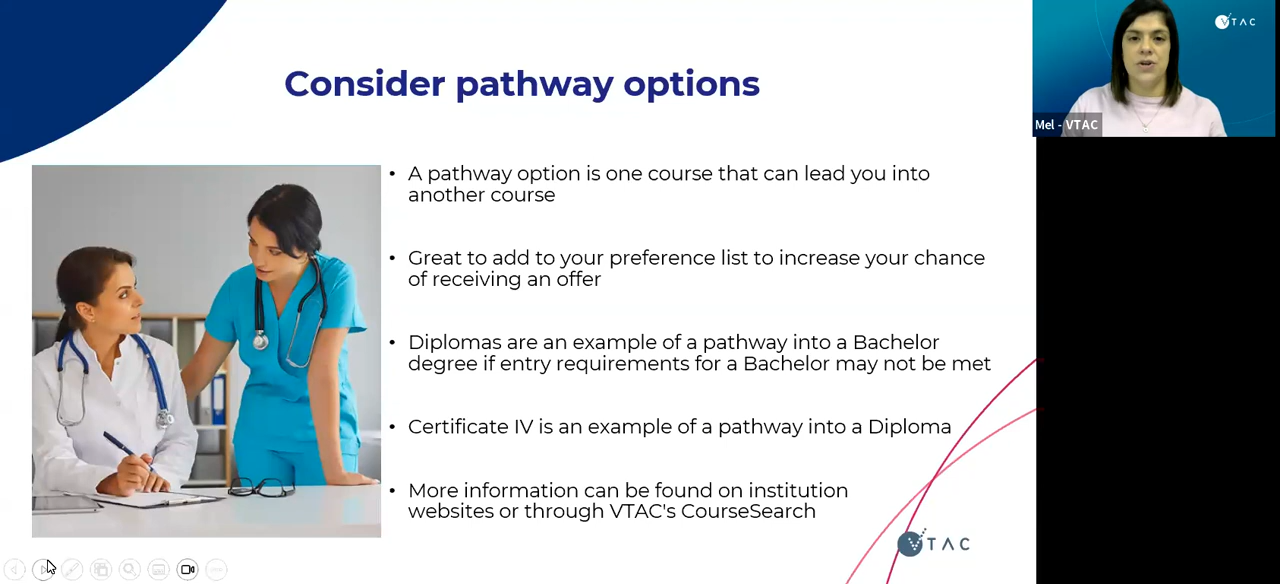 Consider pathway options
VTAC
Mel - VTAC
• A pathway option is one course that can lead you into
another course
• Great to add to your preference list to increase your chance
of receiving an offer
• Diplomas are an example of a pathway into a Bachelor
degree if entry requirements for a Bachelor may not be met
• Certificate IV is an example of a pathway into a Diploma
• More information can be found on institution
websites or through VTAC's CourseSearch
VTAC